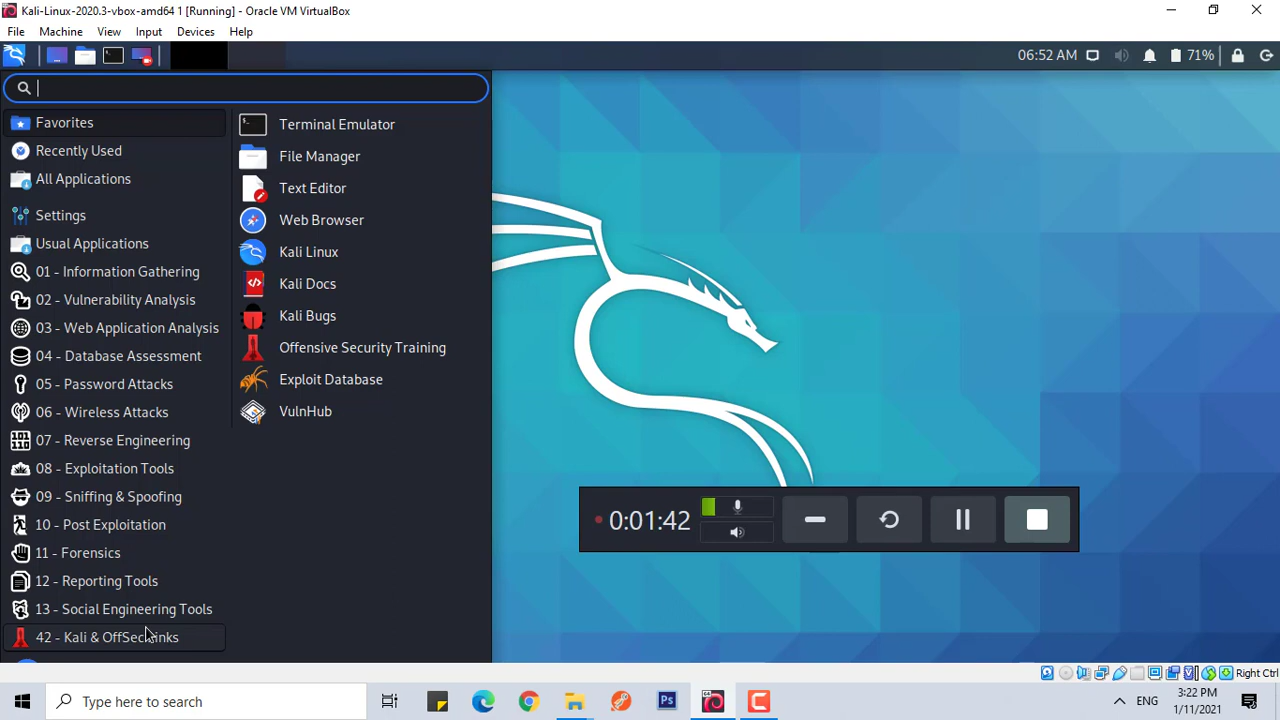 Kali-Linux-2020.3-vbox-amd64 1 [Running] - Oracle VM VirtualBox
File Machine View Input Devices Help
06:52 AM 71%
Favorites
Recently Used
All Applications
Settings
Usual Applications
01 - Information Gathering
02 - Vulnerability Analysis
03 - Web Application Analysis
04 - Database Assessment
05 - Password Attacks
06 - Wireless Attacks
07 - Reverse Engineering
08 - Exploitation Tools
09 - Sniffing & Spoofing
10 - Post Exploitation
11 - Forensics
12 - Reporting Tools
13 - Social Engineering Tools
42 - Kali & OffSec Links
Terminal Emulator
File Manager
Text Editor
Web Browser
Kali Linux
Kali Docs
Kali Bugs
Offensive Security Training
Exploit Database
VulnHub
0:01:42
Right Ctrl
Type here to search
Ps
ENG
3:22 PM
1/11/2021